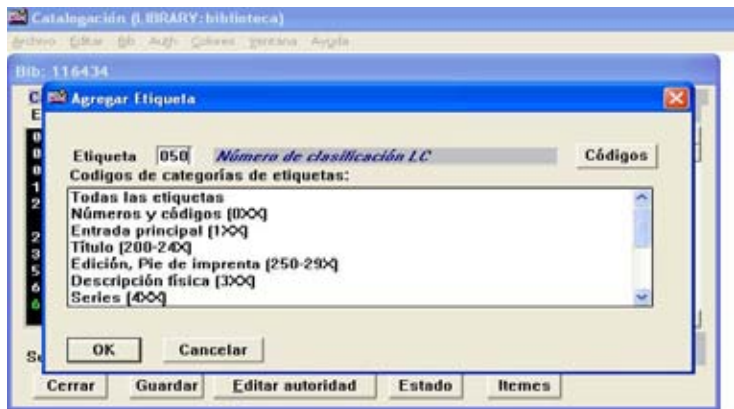 Catalogación (LIBRARY:biblioteca)
Archivo Editar Bib Auth Colores Ventana Ayuda
Bib: 116434
Agregar Etiqueta
Etiqueta 050 Número de clasificación LC Códigos
Codigos de categorías de etiquetas:
Todas las etiquetas
Números y códigos (0XX)
Entrada principal (1XX)
Título (200-24X)
Edición, Pie de imprenta (250-29X)
Descripción física (3XX)
Series (4XX)
OK Cancelar
Cerrar Guardar Editar autoridad Estado Itemes